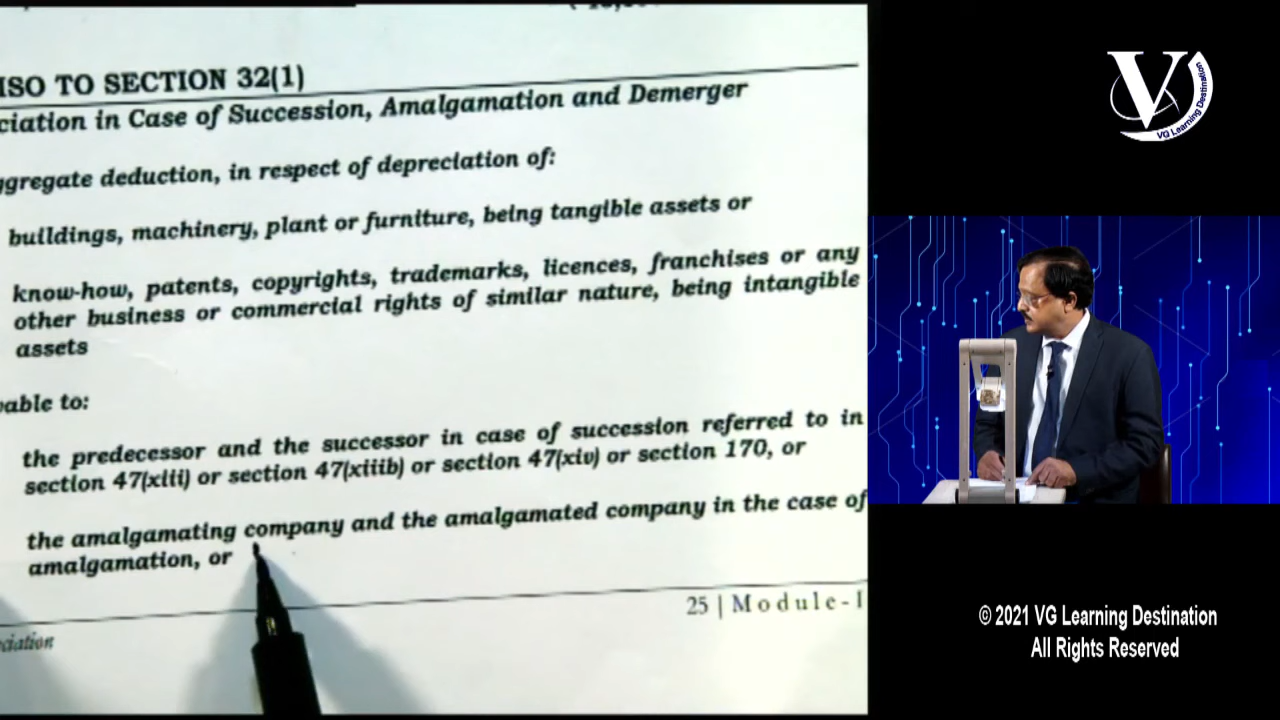 ISO TO SECTION 32(1)
ciation in Case of Succession, Amalgamation and Demerger
ggregate deduction, in respect of depreciation of:
buildings, machinery, plant or furniture, being tangible assets or
know-how, patents, copyrights, trademarks, licences, franchises or any
other business or commercial rights of similar nature, being intangible
assets
vable to:
the predecessor and the successor in case of succession referred to in
section 47(xiii) or section 47(xiiib) or section 47(xiv) or section 170, or
the amalgamating company and the amalgamated company in the case of
amalgamation, or
25 | Module-I
ciation
V
VG Learning Destination
© 2021 VG Learning Destination
All Rights Reserved